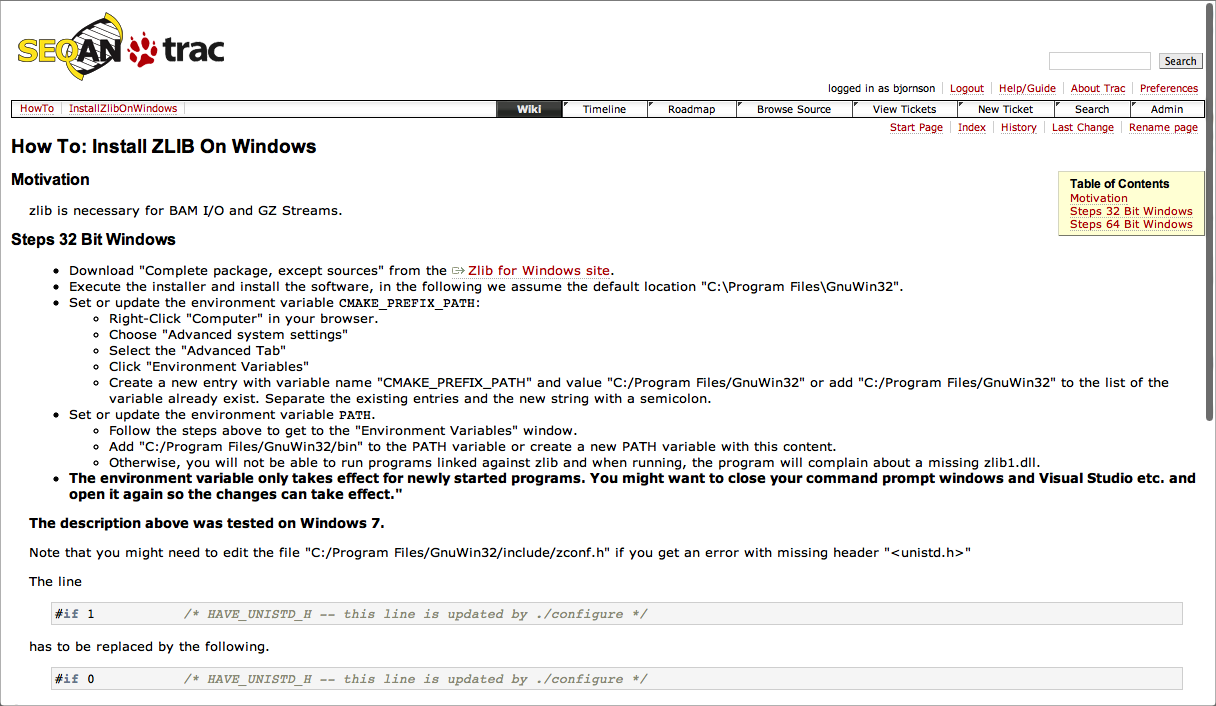 SEQAN trac
Search
logged in as bjornson Logout Help/Guide About Trac Preferences
HowTo InstallZlibOnWindows Wiki Timeline Roadmap Browse Source View Tickets New Ticket Search Admin
Start Page Index History Last Change Rename page
How To: Install ZLIB On Windows
Motivation
zlib is necessary for BAM I/O and GZ Streams.
Table of Contents
Motivation
Steps 32 Bit Windows
Steps 64 Bit Windows
Steps 32 Bit Windows
• Download "Complete package, except sources" from the Zlib for Windows site.
• Execute the installer and install the software, in the following we assume the default location "C:\Program Files\GnuWin32".
• Set or update the environment variable CMAKE_PREFIX_PATH:
◦ Right-Click "Computer" in your browser.
◦ Choose "Advanced system settings"
◦ Select the "Advanced Tab"
◦ Click "Environment Variables"
◦ Create a new entry with variable name "CMAKE_PREFIX_PATH" and value "C:/Program Files/GnuWin32" or add "C:/Program Files/GnuWin32" to the list of the
variable already exist. Separate the existing entries and the new string with a semicolon.
• Set or update the environment variable PATH.
◦ Follow the steps above to get to the "Environment Variables" window.
◦ Add "C:/Program Files/GnuWin32/bin" to the PATH variable or create a new PATH variable with this content.
◦ Otherwise, you will not be able to run programs linked against zlib and when running, the program will complain about a missing zlib1.dll.
• The environment variable only takes effect for newly started programs. You might want to close your command prompt windows and Visual Studio etc. and
open it again so the changes can take effect."
The description above was tested on Windows 7.
Note that you might need to edit the file "C:/Program Files/GnuWin32/include/zconf.h" if you get an error with missing header "<unistd.h>"
The line
#if 1 /* HAVE_UNISTD_H -- this line is updated by ./configure */
has to be replaced by the following.
#if 0 /* HAVE_UNISTD_H -- this line is updated by ./configure */